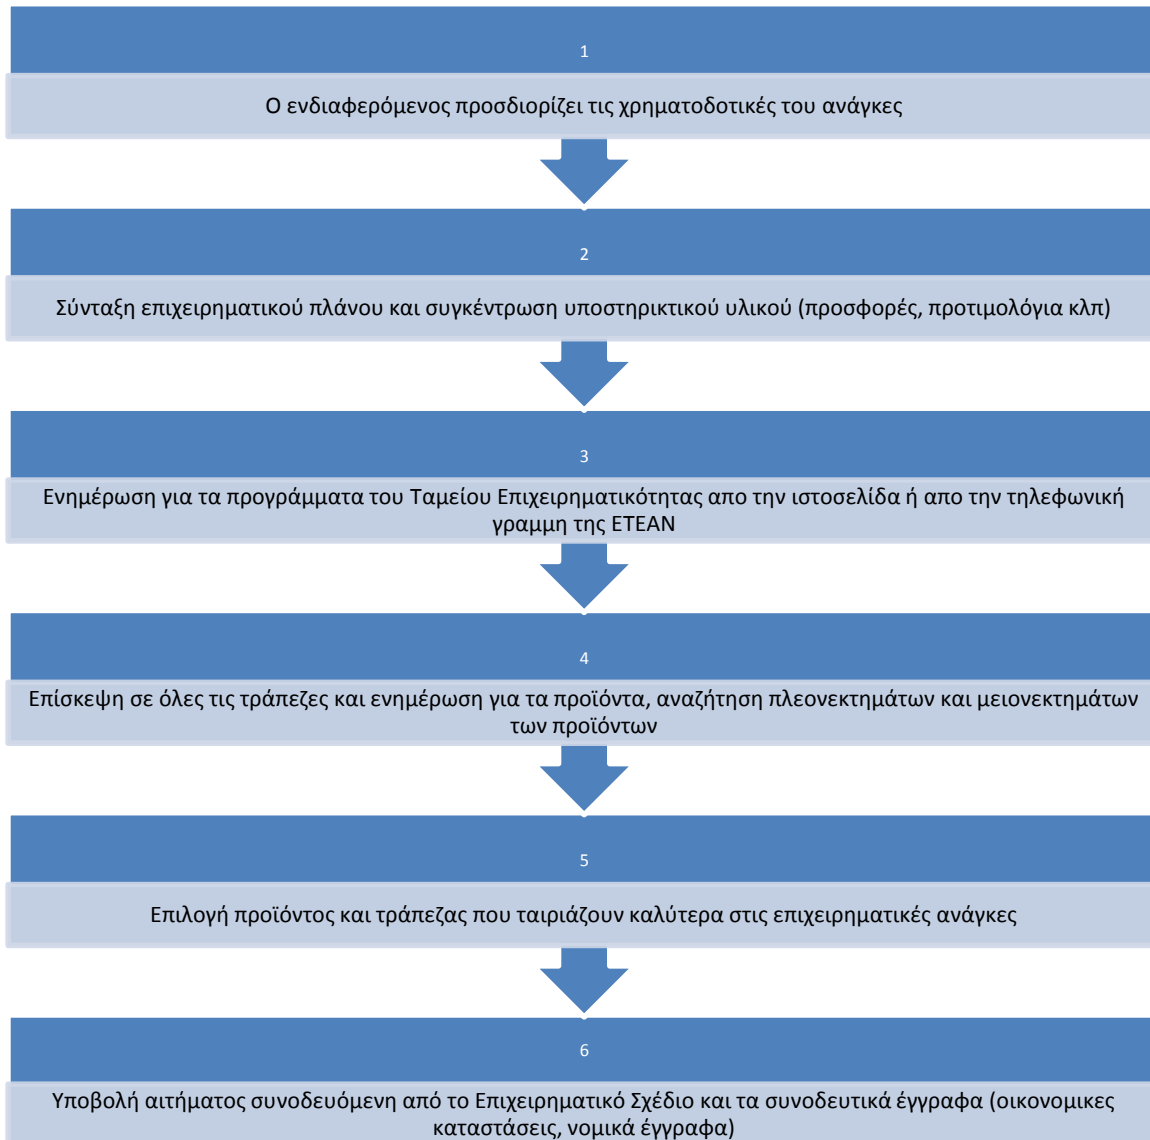 1
Ο ενδιαφερόμενος προσδιορίζει τις χρηματοδοτικές του ανάγκες
2
Σύνταξη επιχειρηματικού πλάνου και συγκέντρωση υποστηρικτικού υλικού (προσφορές, προτιμολόγια κλπ)
3
Ενημέρωση για τα προγράμματα του Ταμείου Επιχειρηματικότητας απο την ιστοσελίδα ή απο την τηλεφωνική
γραμμη της ΕΤΕΑΝ
4
Επίσκεψη σε όλες τις τράπεζες και ενημέρωση για τα προϊόντα, αναζήτηση πλεονεκτημάτων και μειονεκτημάτων
των προϊόντων
5
Επιλογή προϊόντος και τράπεζας που ταιριάζουν καλύτερα στις επιχειρηματικές ανάγκες
6
Υποβολή αιτήματος συνοδευόμενη από το Επιχειρηματικό Σχέδιο και τα συνοδευτικά έγγραφα (οικονομικες
καταστάσεις, νομικά έγγραφα)